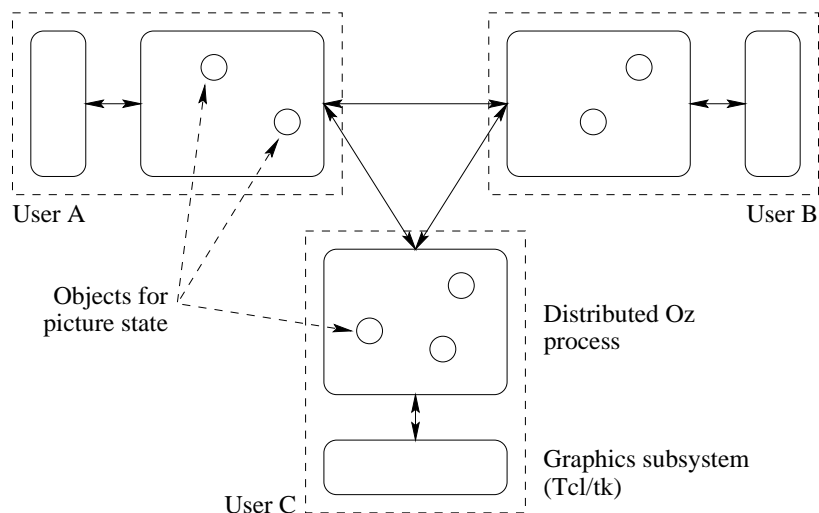 User A
User B
Objects for
picture state
Distributed Oz
process
Graphics subsystem
(Tcl/tk)
User C